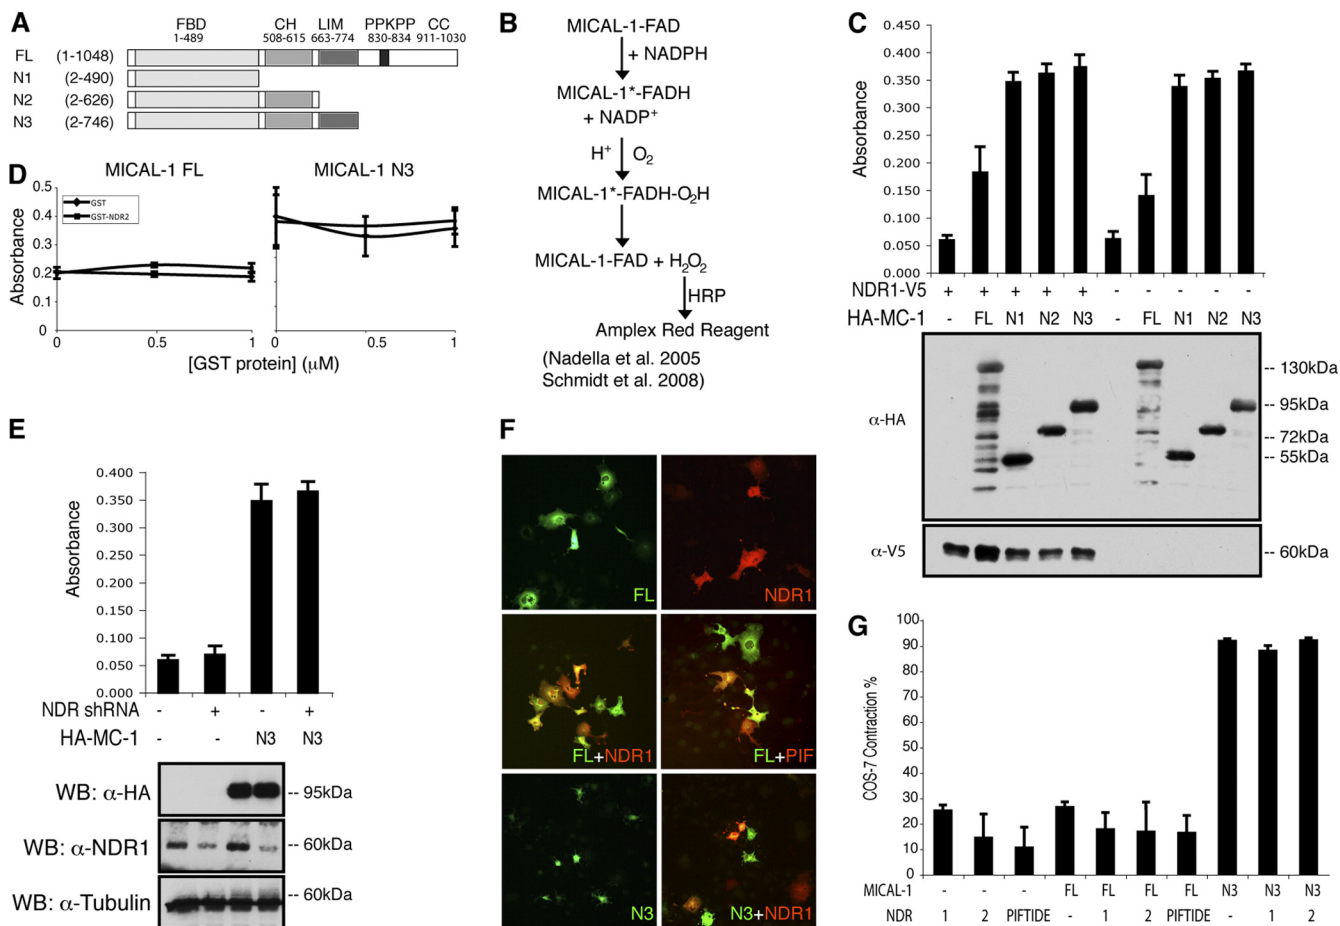 A
FBD CH LIM PPKPP CC
1-489 508-615 663-774 830-834 911-1030
FL (1-1048)
N1 (2-490)
N2 (2-626)
N3 (2-746)
B
MICAL-1-FAD
+ NADPH
MICAL-1*-FADH
+ NADP+
H+ O2
MICAL-1*-FADH-O2H
MICAL-1-FAD + H2O2
HRP
Amplex Red Reagent
(Nadella et al. 2005
Schmidt et al. 2008)
C
Absorbance
0.450
0.400
0.350
0.300
0.250
0.200
0.150
0.100
0.050
0.000
NDR1-V5 + + + + + - - - - -
HA-MC-1 - FL N1 N2 N3 - FL N1 N2 N3
α-HA
-- 130kDa
-- 95kDa
-- 72kDa
-- 55kDa
α-V5
-- 60kDa
D
MICAL-1 FL MICAL-1 N3
Absorbance
0.5
0.4
0.3
0.2
0.1
0
GST
GST-NDR2
0 0.5 1 0 0.5 1
[GST protein] (μM)
E
Absorbance
0.400
0.350
0.300
0.250
0.200
0.150
0.100
0.050
0.000
NDR shRNA - + - +
HA-MC-1 - - N3 N3
WB: α-HA -- 95kDa
WB: α-NDR1 -- 60kDa
WB: α-Tubulin -- 60kDa
F
FL
NDR1
FL+NDR1
FL+PIF
N3
N3+NDR1
G
COS-7 Contraction %
100
90
80
70
60
50
40
30
20
10
0
MICAL-1 - - - FL FL FL FL N3 N3 N3
NDR 1 2 PIFTIDE - 1 2 PIFTIDE - 1 2